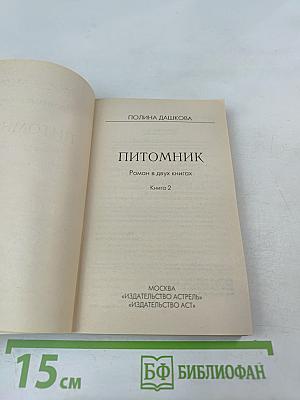 ПОЛИНА ДАШКОВА
ПИТОМНИК
Роман в двух книгах
Книга 2
МОСКВА
«ИЗДАТЕЛЬСТВО АСТРЕЛЬ»
«ИЗДАТЕЛЬСТВО АСТ»
15 см
БФ БИБЛИОФАН